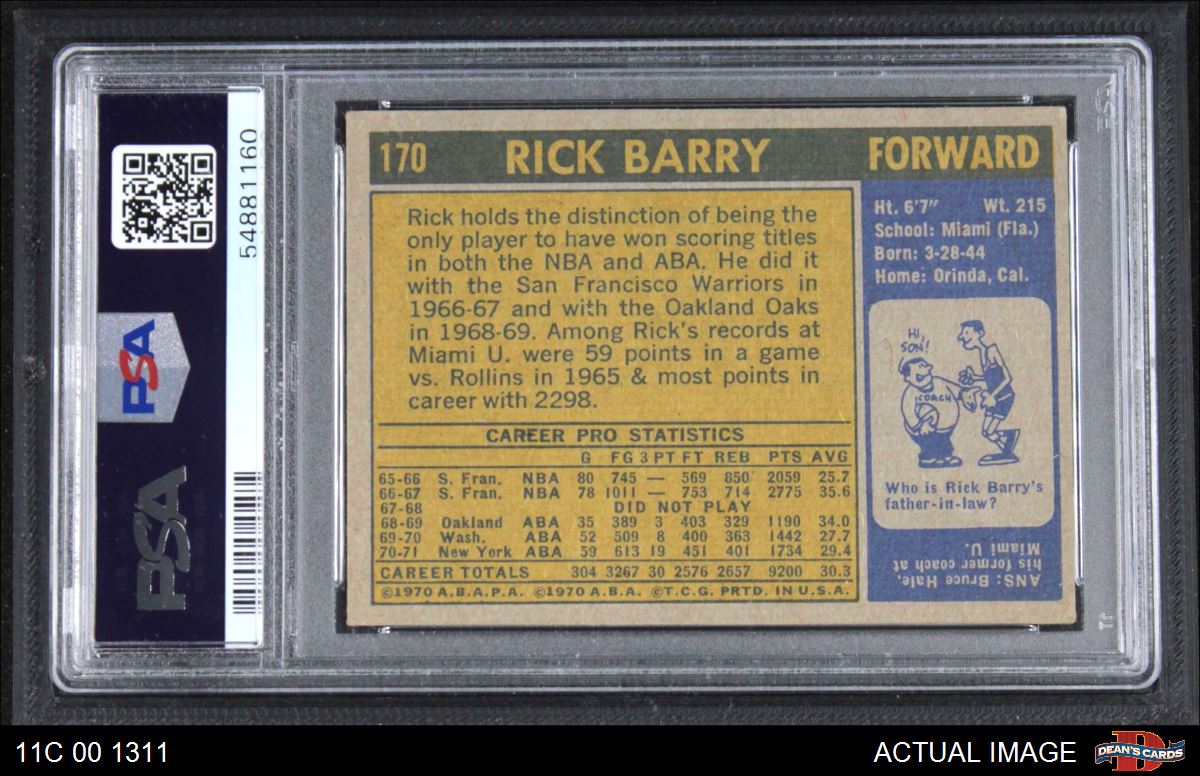 54881160
PSA
PSA
170 RICK BARRY FORWARD
Rick holds the distinction of being the
only player to have won scoring titles
in both the NBA and ABA. He did it
with the San Francisco Warriors in
1966-67 and with the Oakland Oaks
in 1968-69. Among Rick's records at
Miami U. were 59 points in a game
vs. Rollins in 1965 & most points in
career with 2298.
CAREER PRO STATISTICS
G FG 3 PT FT REB PTS AVG
65-66 S. Fran. NBA 80 745 — 569 850 2059 25.7
66-67 S. Fran. NBA 78 1011 — 753 714 2775 35.6
67-68 DID NOT PLAY
68-69 Oakland ABA 35 389 3 403 329 1190 34.0
69-70 Wash. ABA 52 509 8 400 363 1442 27.7
70-71 New York ABA 59 613 19 451 401 1734 29.4
CAREER TOTALS 304 3267 30 2576 2657 9200 30.3
©1970 A.B.A.P.A. ©1970 A.B.A. ©T.C.G. PRTD. IN U.S.A.
Ht. 6'7" Wt. 215
School: Miami (Fla.)
Born: 3-28-44
Home: Orinda, Cal.
HI,
SON!
COACH
Who is Rick Barry's
father-in-law?
ANS: Bruce Hale,
his former coach at
Miami U.
11C 00 1311
ACTUAL IMAGE
DEAN'S CARDS